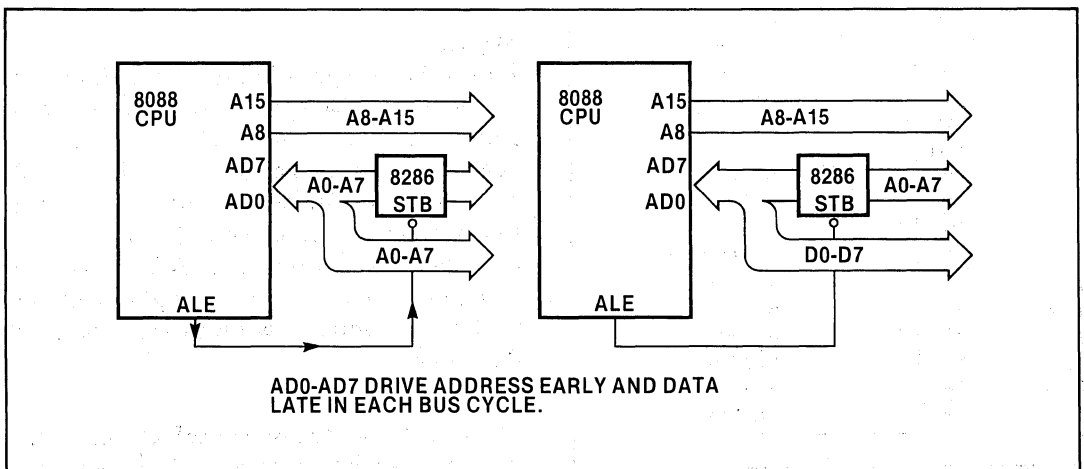 8088
CPU
A15
A8
A8-A15
AD7
AD0
A0-A7
8286
STB
A0-A7
ALE
8088
CPU
A15
A8
A8-A15
AD7
AD0
8286
STB
A0-A7
D0-D7
ALE
AD0-AD7 DRIVE ADDRESS EARLY AND DATA
LATE IN EACH BUS CYCLE.